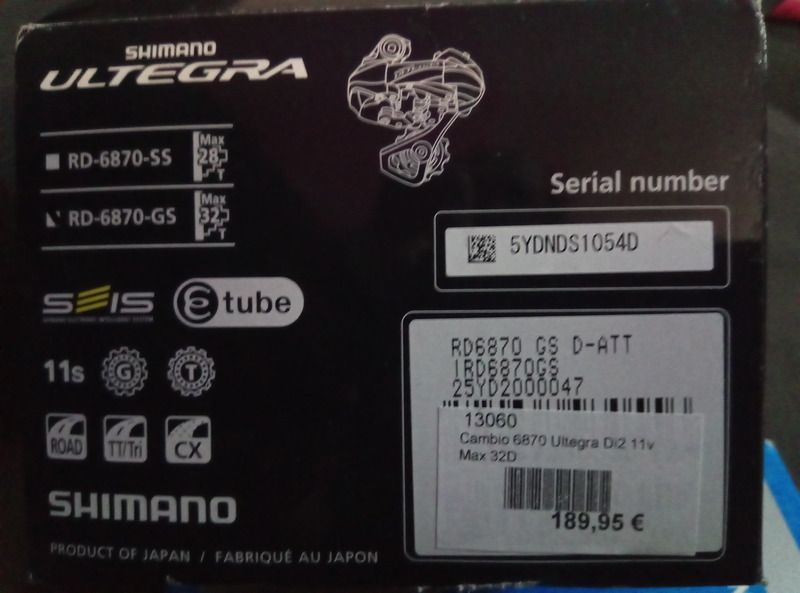 SHIMANO
ULTEGRA
RD-6870-SS Max 28 T
RD-6870-GS Max 32 T
Serial number
5YDNDS1054D
SEIS
e tube
11s G T
ROAD TT/Tri CX
SHIMANO
PRODUCT OF JAPAN / FABRIQUÉ AU JAPON
RD6870 GS D-ATT
IRD6870GS
25YD2000047
13060
Cambio 6870 Ultegra Di2 11v
Max 32D
189,95 €